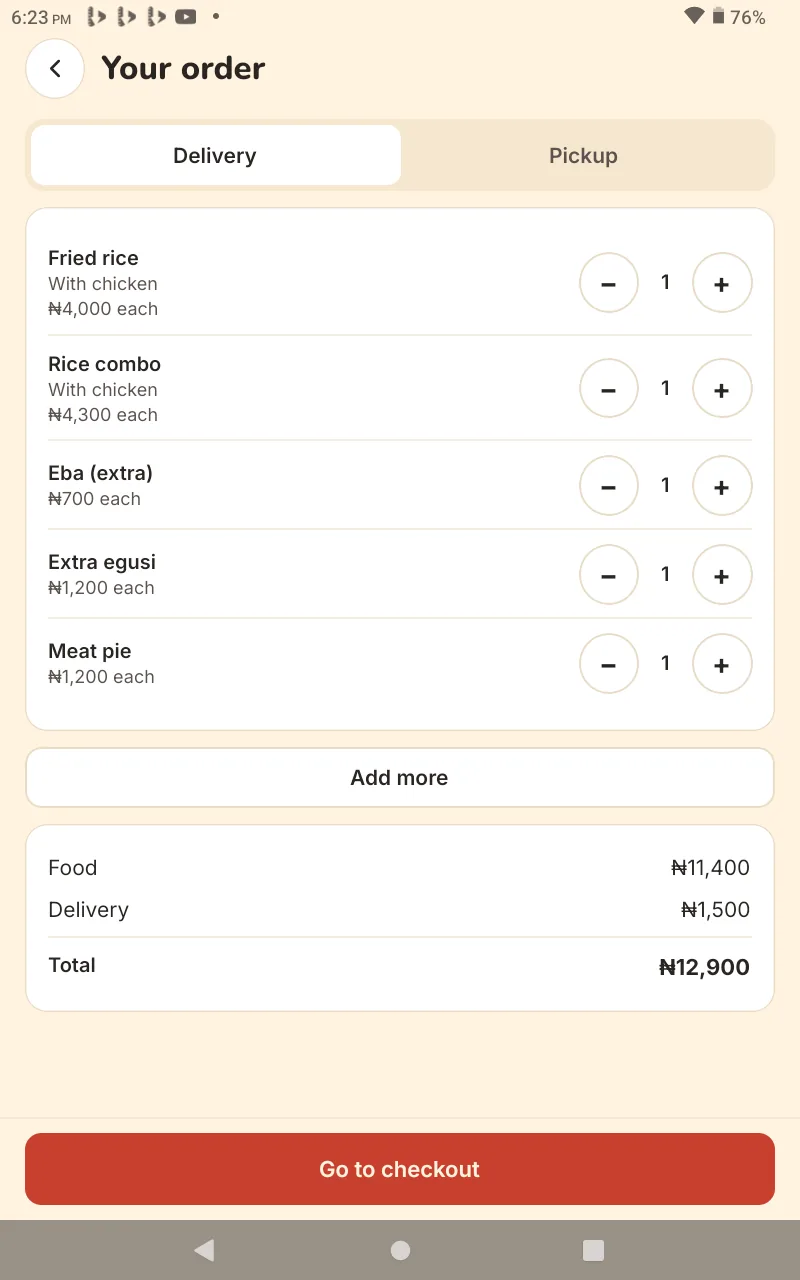 6:23 PM
76%
Your order
Delivery
Pickup
Fried rice
With chicken
₦4,000 each
1
Rice combo
With chicken
₦4,300 each
1
Eba (extra)
₦700 each
1
Extra egusi
₦1,200 each
1
Meat pie
₦1,200 each
1
Add more
Food ₦11,400
Delivery ₦1,500
Total ₦12,900
Go to checkout